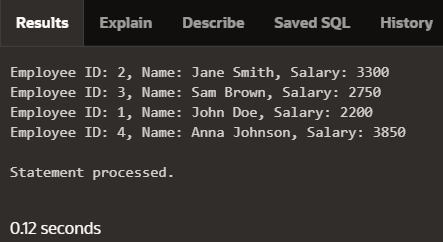 Results Explain Describe Saved SQL History
Employee ID: 2, Name: Jane Smith, Salary: 3300
Employee ID: 3, Name: Sam Brown, Salary: 2750
Employee ID: 1, Name: John Doe, Salary: 2200
Employee ID: 4, Name: Anna Johnson, Salary: 3850
Statement processed.
0.12 seconds